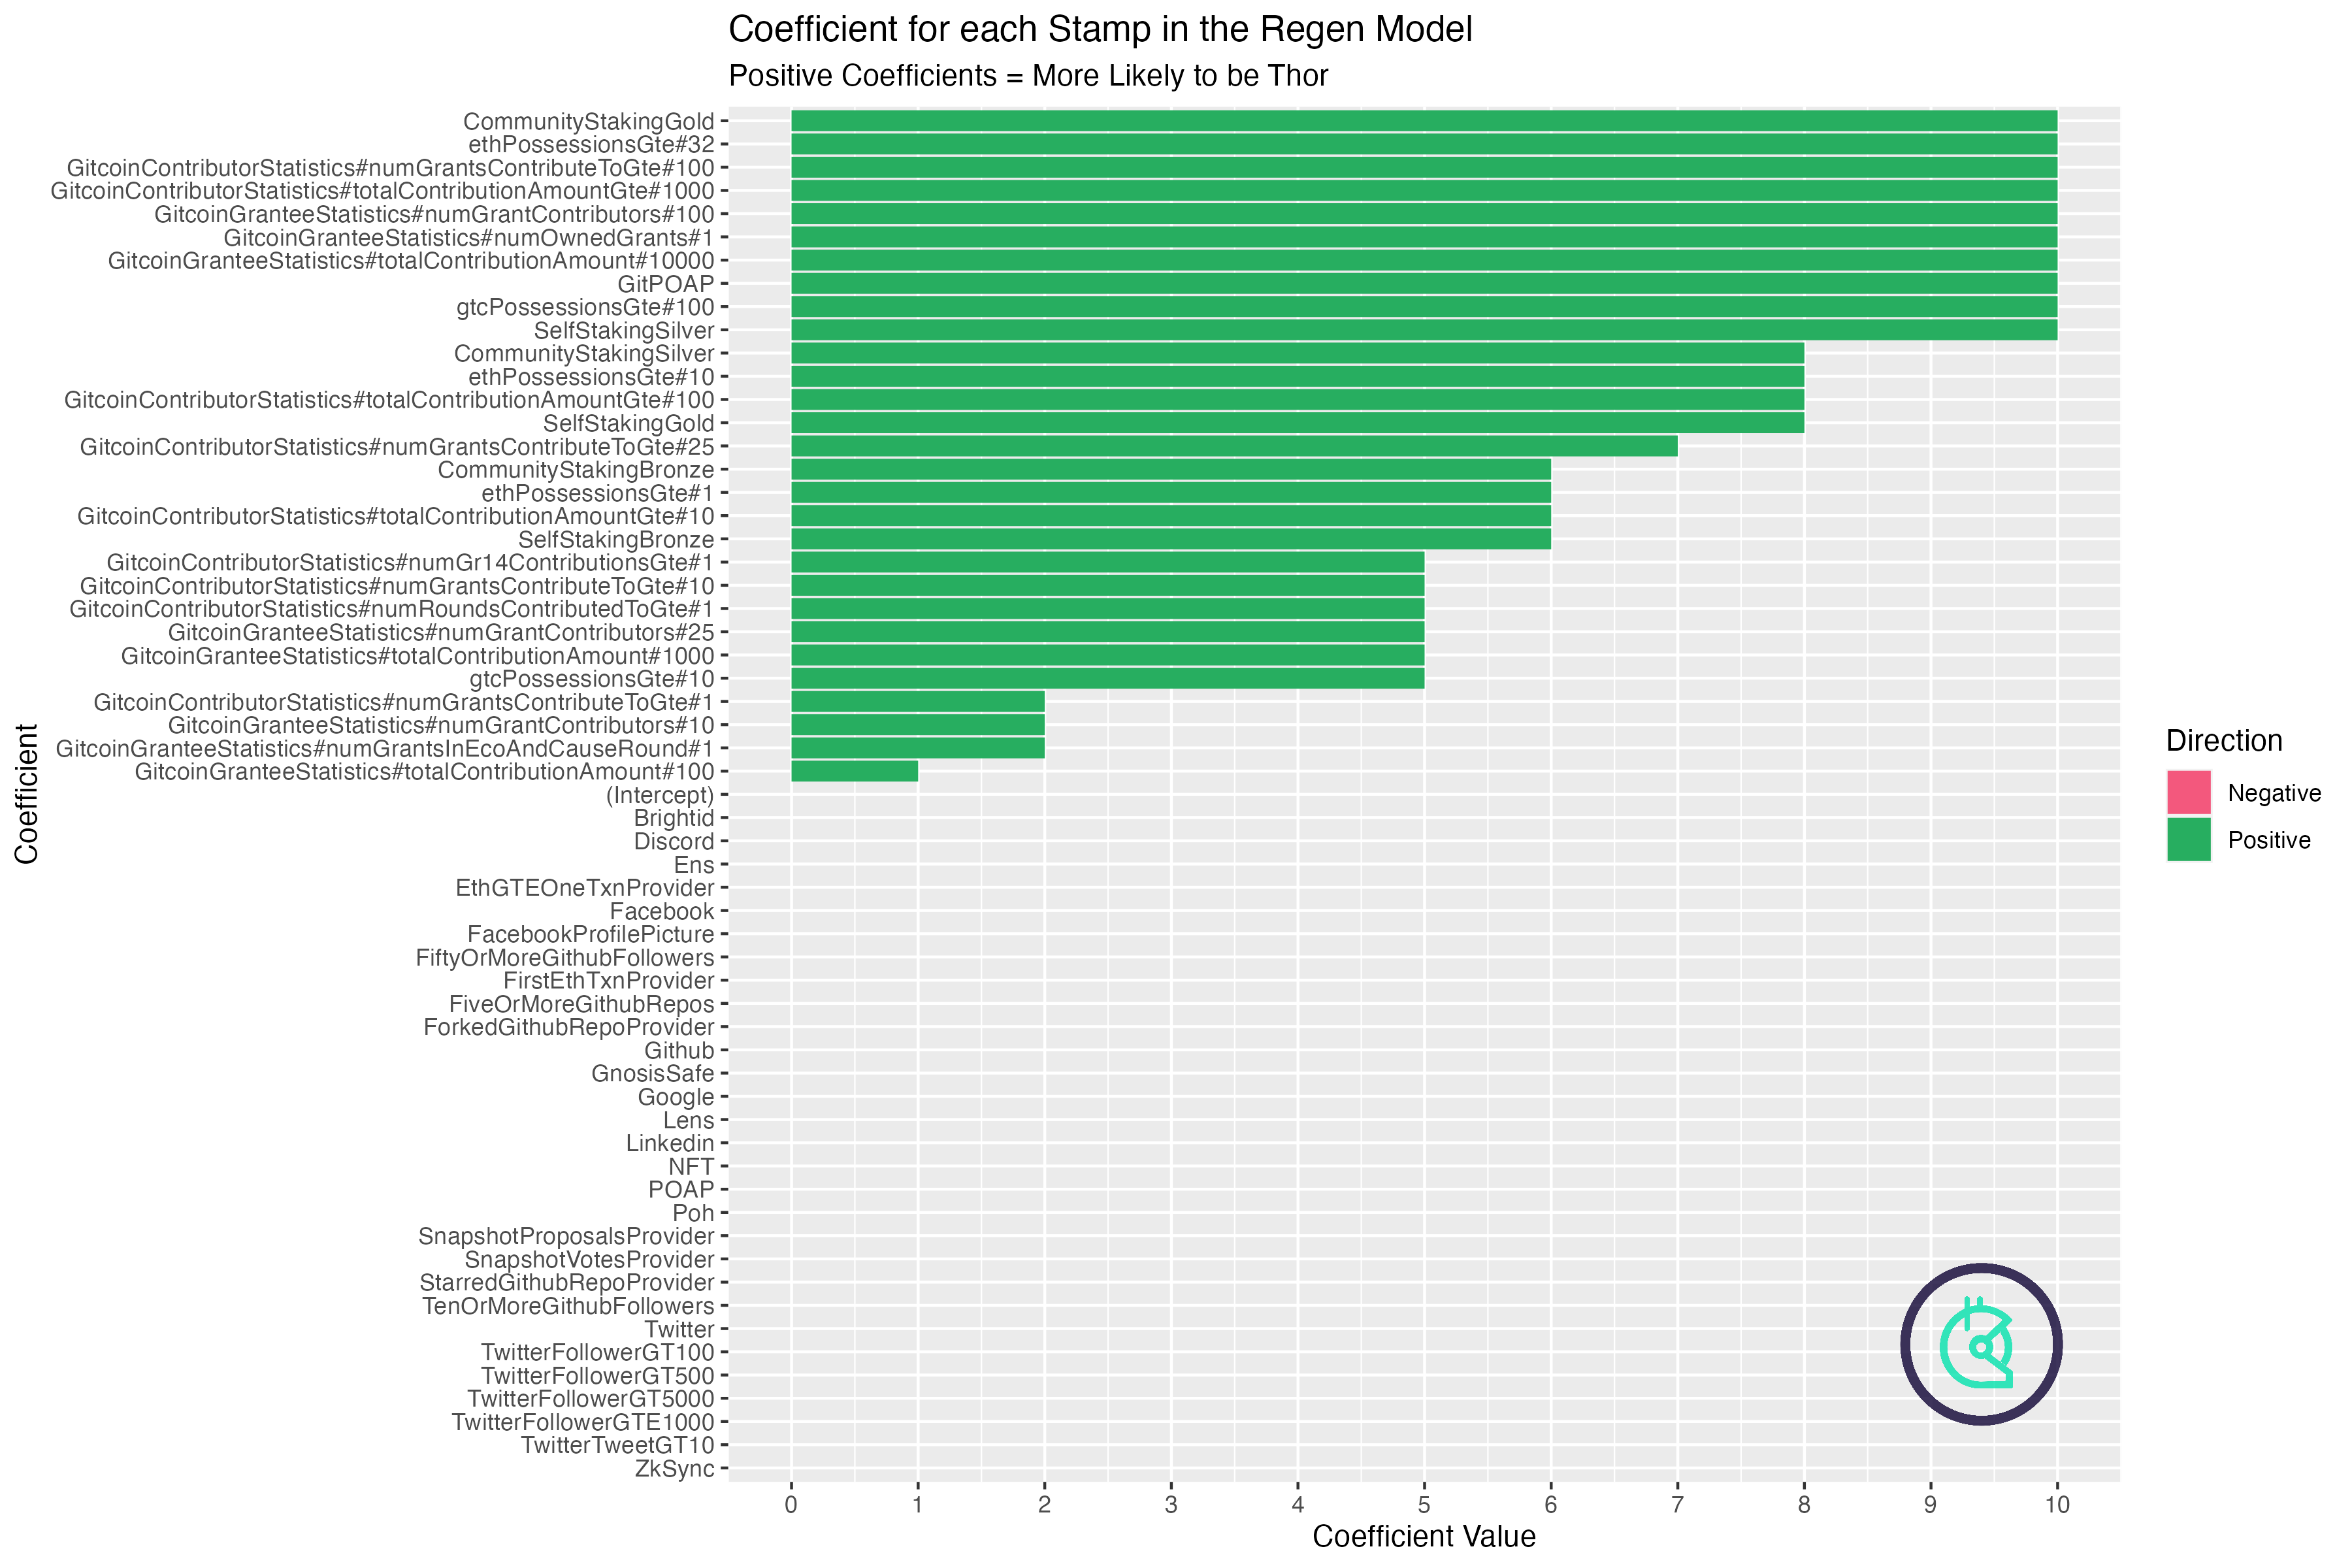 Coefficient for each Stamp in the Regen Model
Positive Coefficients = More Likely to be Thor
CommunityStakingGold
ethPossessionsGte#32
GitcoinContributorStatistics#numGrantsContributeToGte#100
GitcoinContributorStatistics#totalContributionAmountGte#1000
GitcoinGranteeStatistics#numGrantContributors#100
GitcoinGranteeStatistics#numOwnedGrants#1
GitcoinGranteeStatistics#totalContributionAmount#10000
GitPOAP
gtcPossessionsGte#100
SelfStakingSilver
CommunityStakingSilver
ethPossessionsGte#10
GitcoinContributorStatistics#totalContributionAmountGte#100
SelfStakingGold
GitcoinContributorStatistics#numGrantsContributeToGte#25
CommunityStakingBronze
ethPossessionsGte#1
GitcoinContributorStatistics#totalContributionAmountGte#10
SelfStakingBronze
GitcoinContributorStatistics#numGr14ContributionsGte#1
GitcoinContributorStatistics#numGrantsContributeToGte#10
GitcoinContributorStatistics#numRoundsContributedToGte#1
GitcoinGranteeStatistics#numGrantContributors#25
GitcoinGranteeStatistics#totalContributionAmount#1000
gtcPossessionsGte#10
GitcoinContributorStatistics#numGrantsContributeToGte#1
GitcoinGranteeStatistics#numGrantContributors#10
GitcoinGranteeStatistics#numGrantsInEcoAndCauseRound#1
GitcoinGranteeStatistics#totalContributionAmount#100
(Intercept)
Brightid
Discord
Ens
EthGTEOneTxnProvider
Facebook
FacebookProfilePicture
FiftyOrMoreGithubFollowers
FirstEthTxnProvider
FiveOrMoreGithubRepos
ForkedGithubRepoProvider
Github
GnosisSafe
Google
Lens
Linkedin
NFT
POAP
Poh
SnapshotProposalsProvider
SnapshotVotesProvider
StarredGithubRepoProvider
TenOrMoreGithubFollowers
Twitter
TwitterFollowerGT100
TwitterFollowerGT500
TwitterFollowerGT5000
TwitterFollowerGTE1000
TwitterTweetGT10
ZkSync
Coefficient
0 1 2 3 4 5 6 7 8 9 10
Coefficient Value
Direction
Negative
Positive